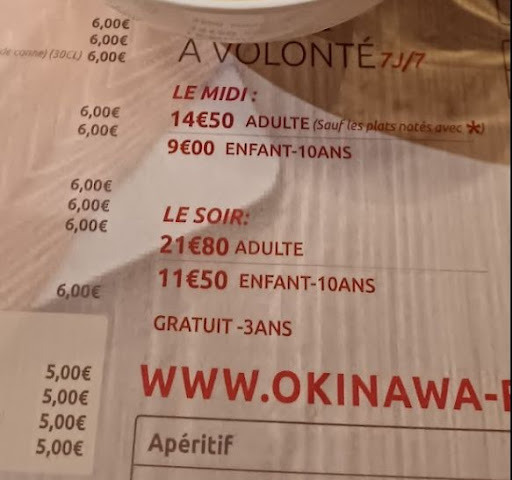 6,00€
6,00€
de canne) (30CL) 6,00€
6,00€
6,00€
6,00€
6,00€
6,00€
6,00€
5,00€
5,00€
5,00€
5,00€
À VOLONTÉ 7J/7
LE MIDI :
14€50 ADULTE (Sauf les plats notés avec *)
9€00 ENFANT-10ANS
LE SOIR:
21€80 ADULTE
11€50 ENFANT-10ANS
GRATUIT -3ANS
WWW.OKINAWA-
Apéritif